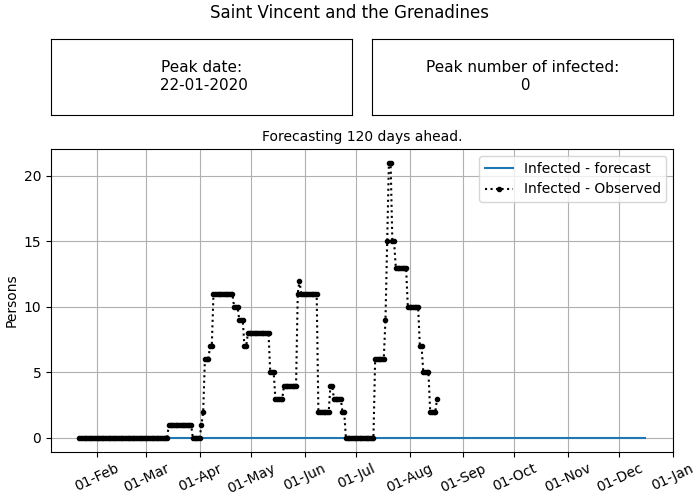 Saint Vincent and the Grenadines
Peak date:
22-01-2020
Peak number of infected:
0
Forecasting 120 days ahead.
Infected - forecast
Infected - Observed
Persons
20
15
10
5
0
01-Feb
01-Mar
01-Apr
01-May
01-Jun
01-Jul
01-Aug
01-Sep
01-Oct
01-Nov
01-Dec
01-Jan